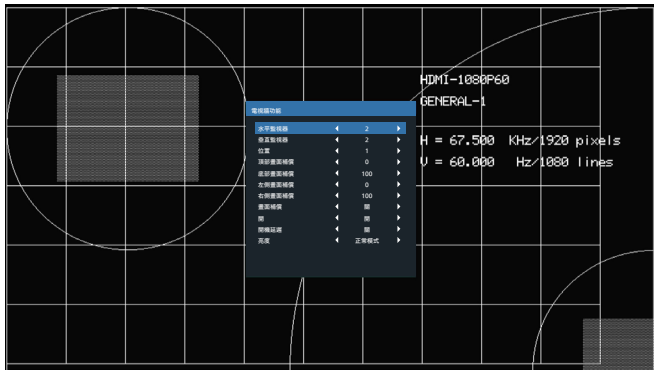 HDMI-1080P60
GENERAL-1
H = 67.500 KHz/1920 pixels
V = 60.000 Hz/1080 lines
電視牆功能
水平監視器 2
垂直監視器 2
位置 1
頂部畫面補償 0
底部畫面補償 100
左側畫面補償 0
右側畫面補償 100
畫面補償 關
開 關
開機延遲 關
亮度 正常模式